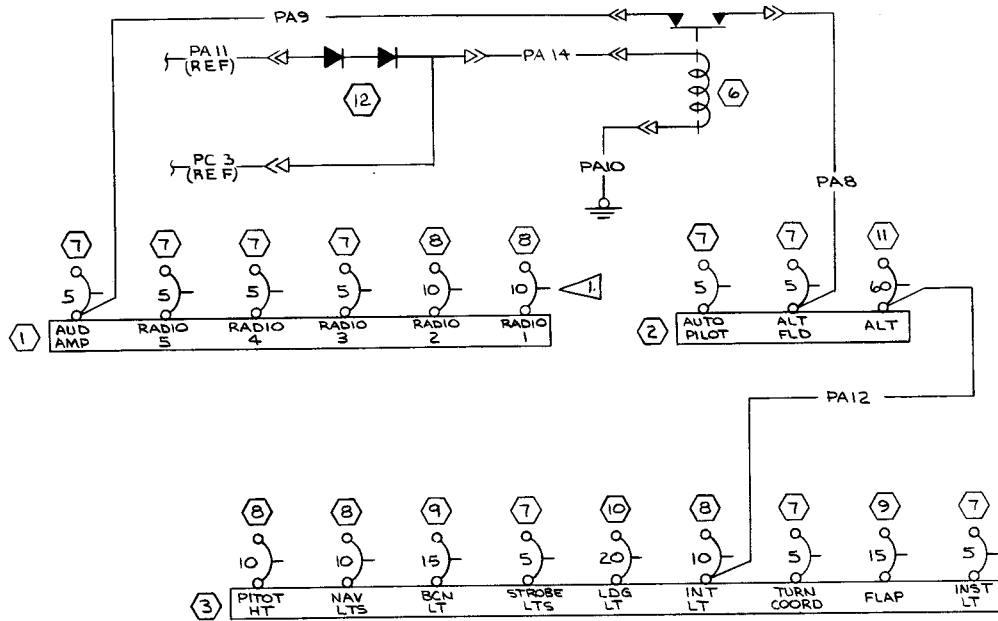 PA9
PA11
(REF)
PA14
12
6
PC 3
(REF)
PA10
PA8
7 7 7 7 8 8 7 7 11
5 5 5 5 10 10 1. 5 5 60
1 AUD AMP RADIO 5 RADIO 4 RADIO 3 RADIO 2 RADIO 1 2 AUTO PILOT ALT FLD ALT
PA12
8 8 9 7 10 8 7 9 7
10 10 15 5 20 10 5 15 5
3 PITOT HT NAV LTS BCN LT STROBE LTS LDG LT INT LT TURN COORD FLAP INST LT